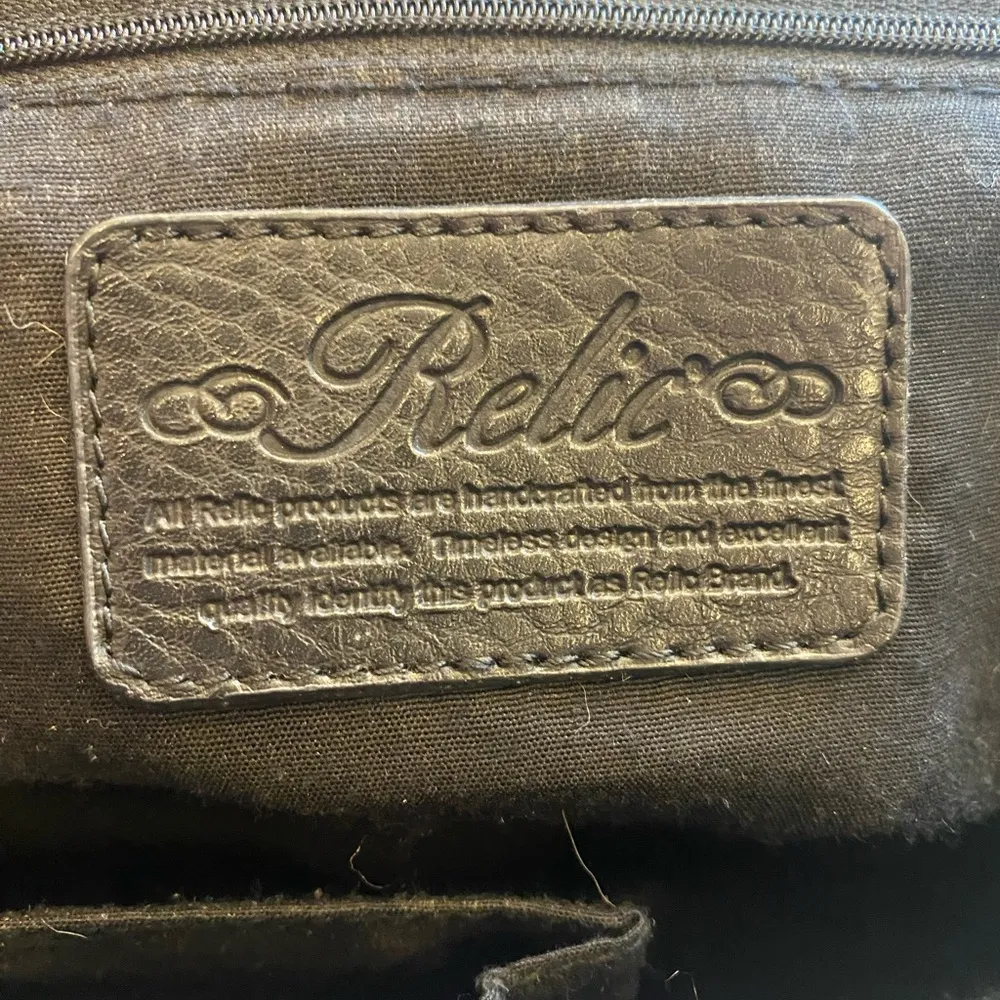 Relic
All Relic products are handcrafted from the finest
material available. Timeless design and excellent
quality identify this product as Relic Brand.